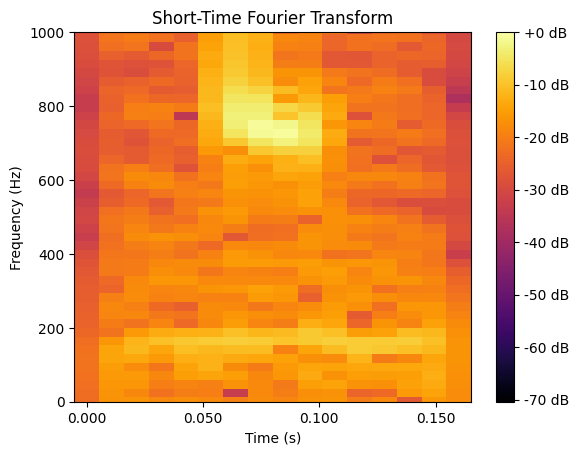 Short-Time Fourier Transform
Frequency (Hz)
1000
800
600
400
200
0
0.000
0.050
0.100
0.150
Time (s)
+0 dB
-10 dB
-20 dB
-30 dB
-40 dB
-50 dB
-60 dB
-70 dB